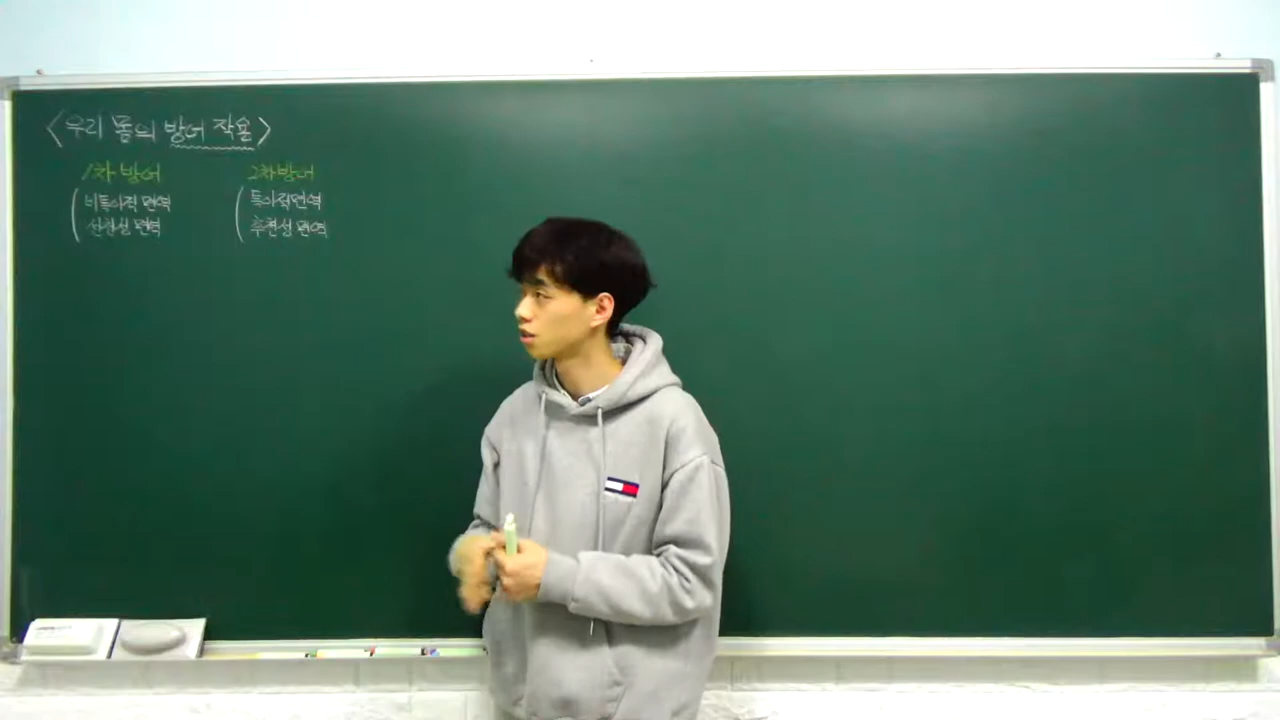 <우리 몸의 방어 작용>
1차 방어
비특이적 면역
선천성 면역
2차 방어
특이적 면역
후천성 면역